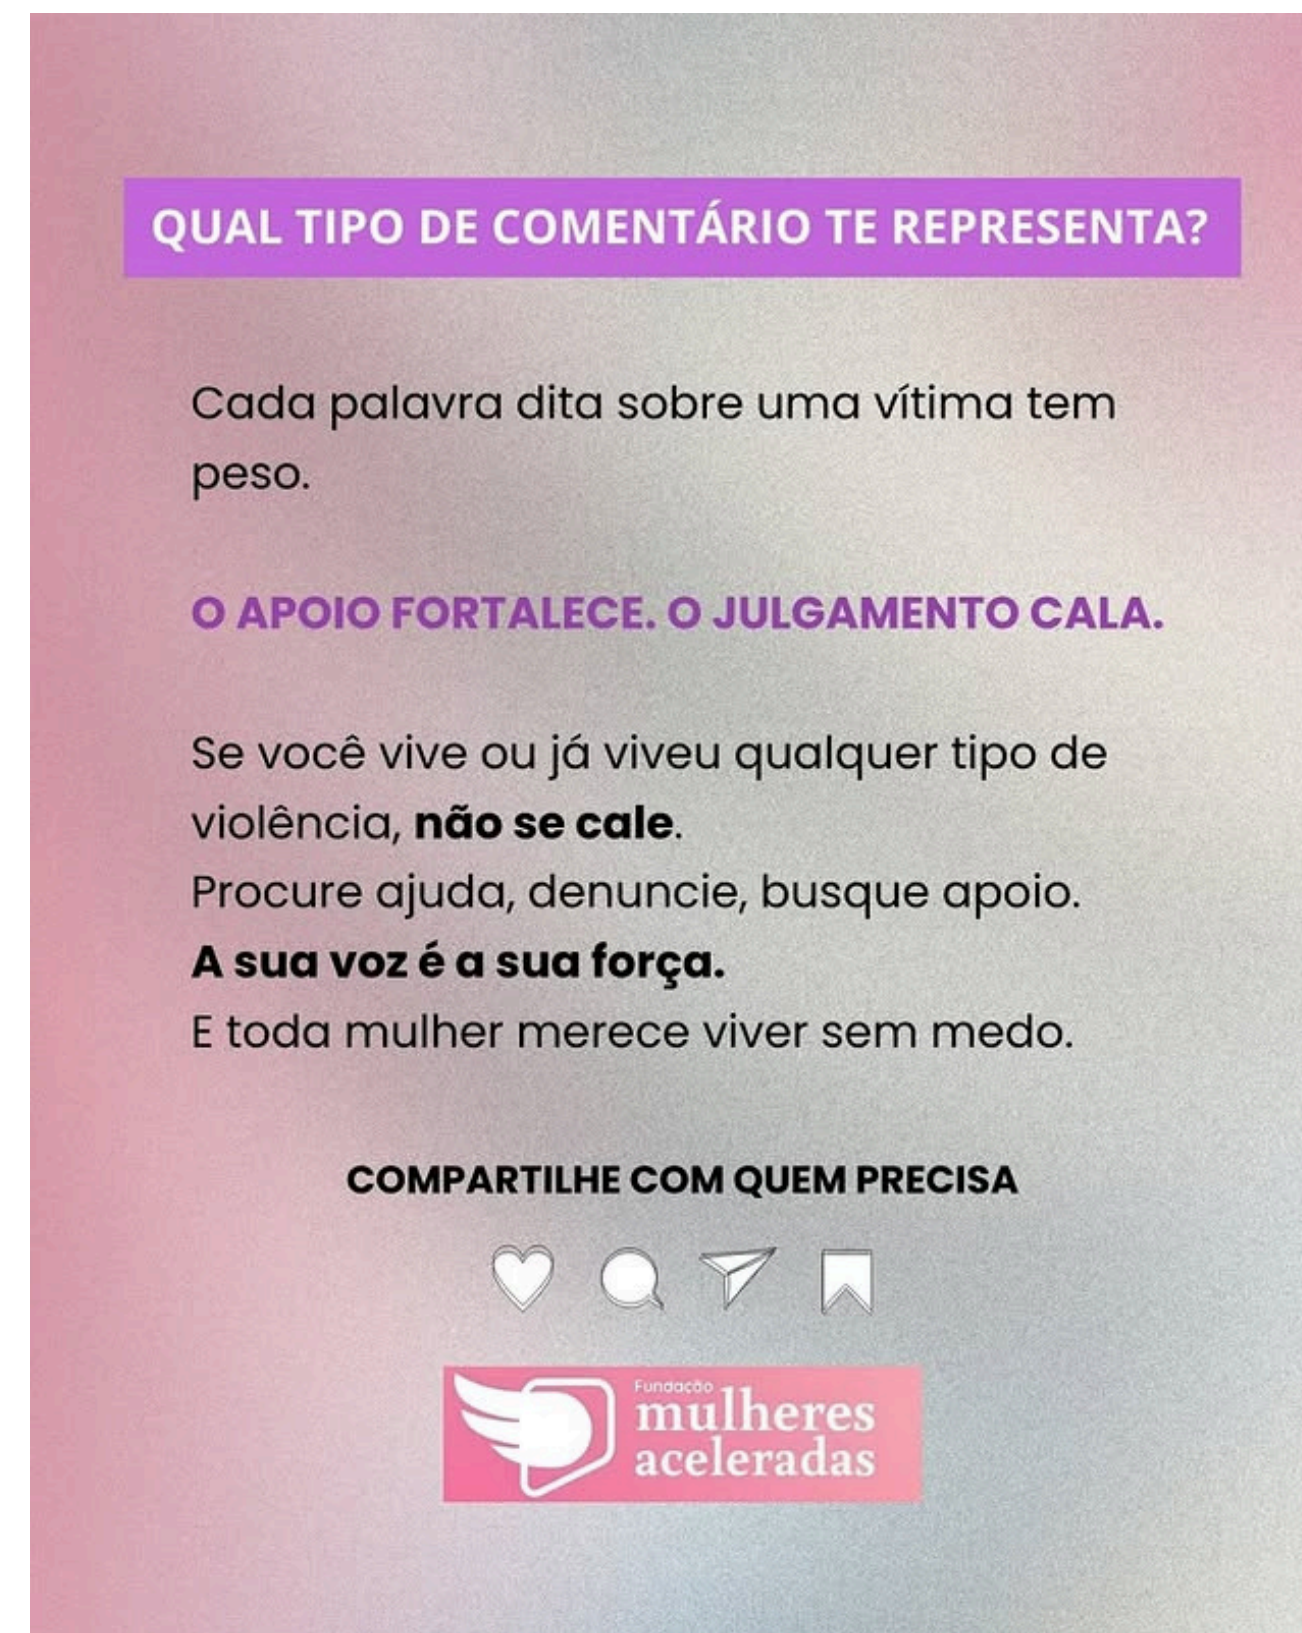 QUAL TIPO DE COMENTÁRIO TE REPRESENTA?
Cada palavra dita sobre uma vítima tem
peso.
O APOIO FORTALECE. O JULGAMENTO CALA.
Se você vive ou já viveu qualquer tipo de
violência, não se cale.
Procure ajuda, denuncie, busque apoio.
A sua voz é a sua força.
E toda mulher merece viver sem medo.
COMPARTILHE COM QUEM PRECISA
Fundação
mulheres
aceleradas